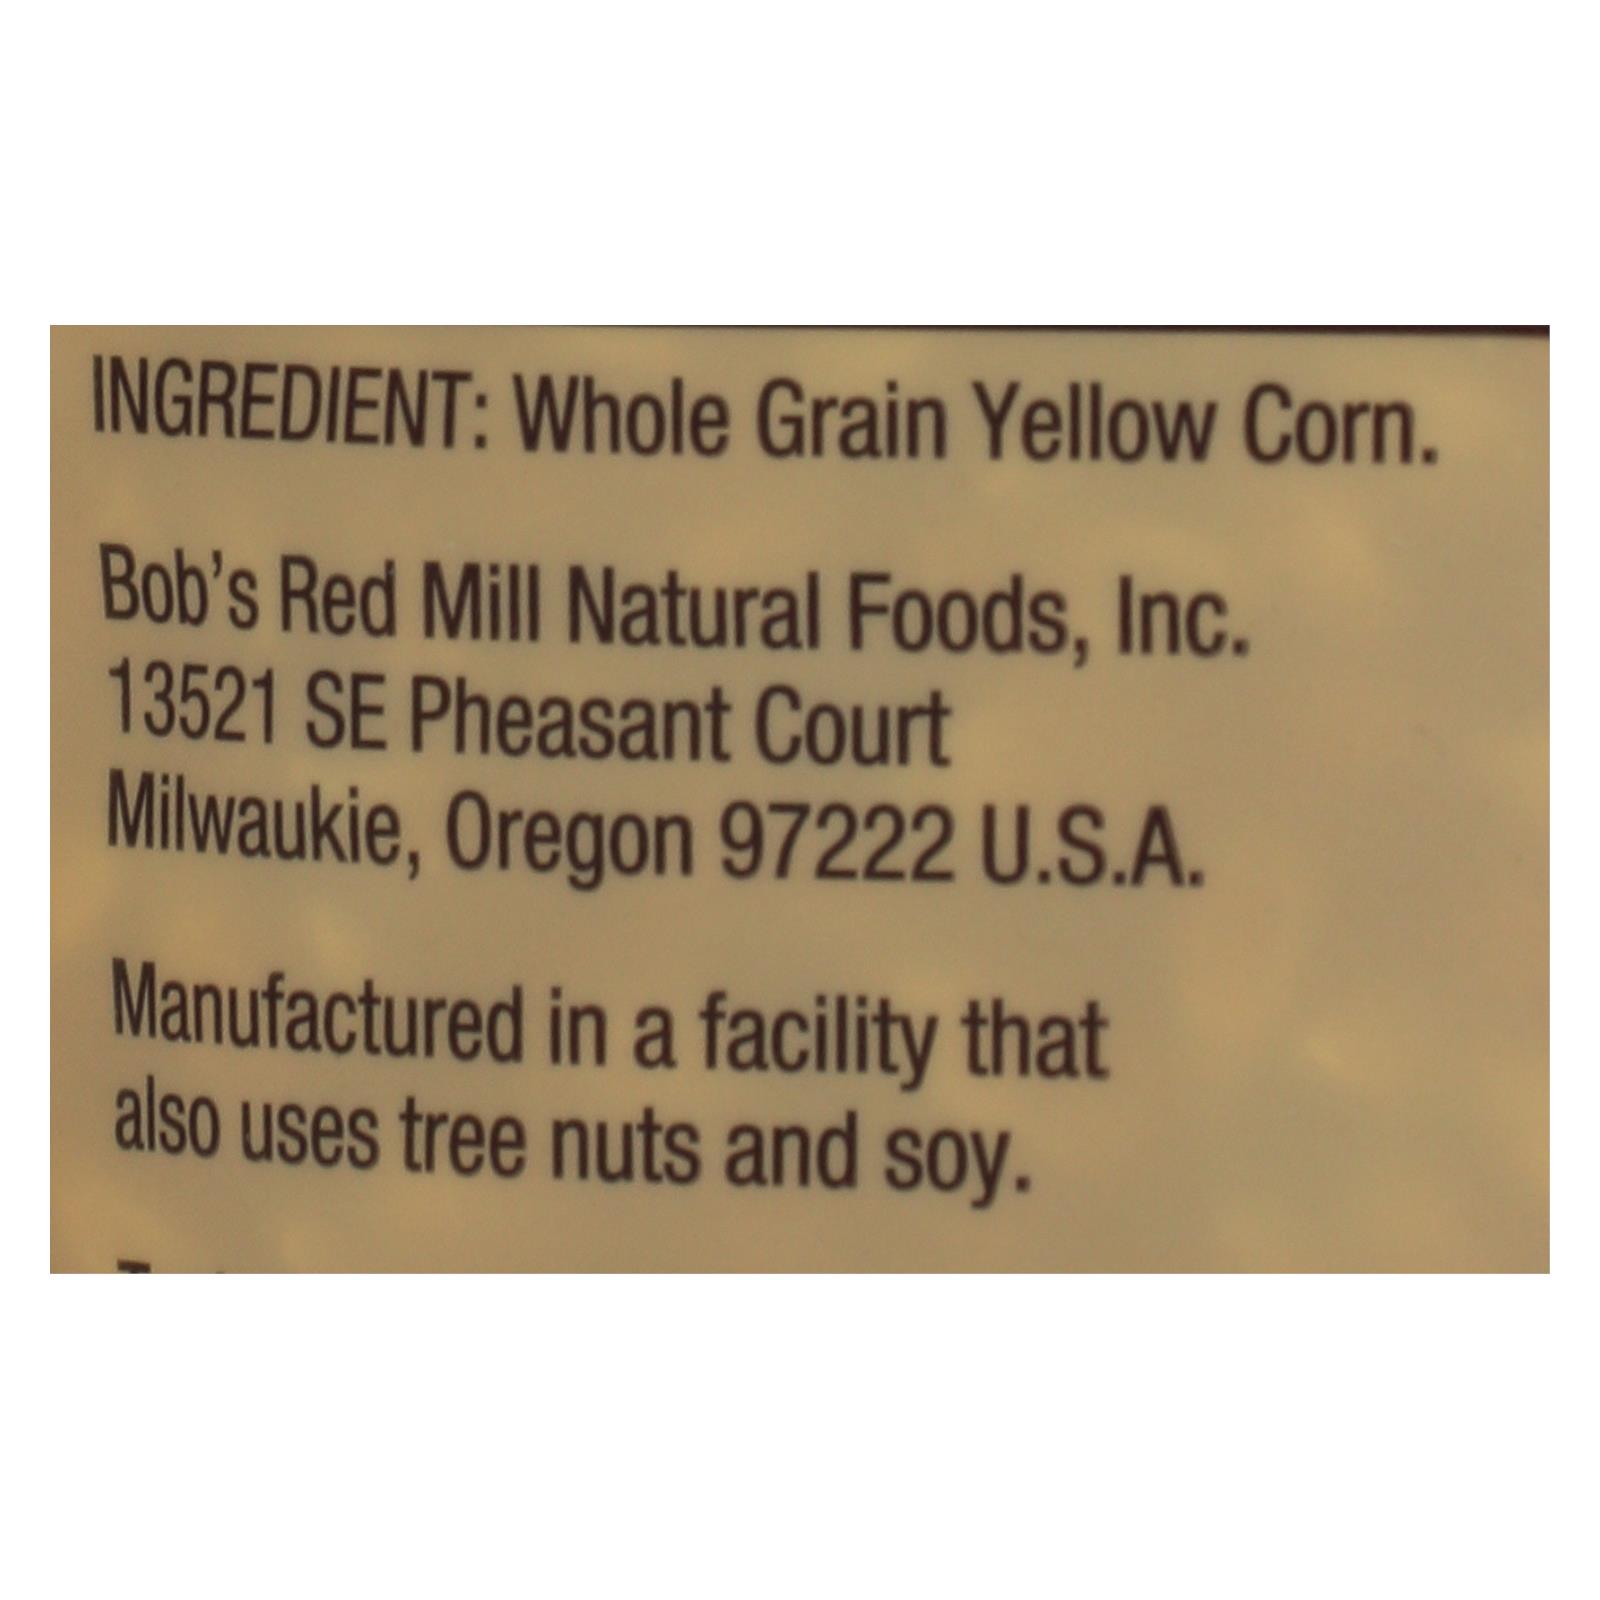 INGREDIENT: Whole Grain Yellow Corn.
Bob's Red Mill Natural Foods, Inc.
13521 SE Pheasant Court
Milwaukie, Oregon 97222 U.S.A.
Manufactured in a facility that
also uses tree nuts and soy.